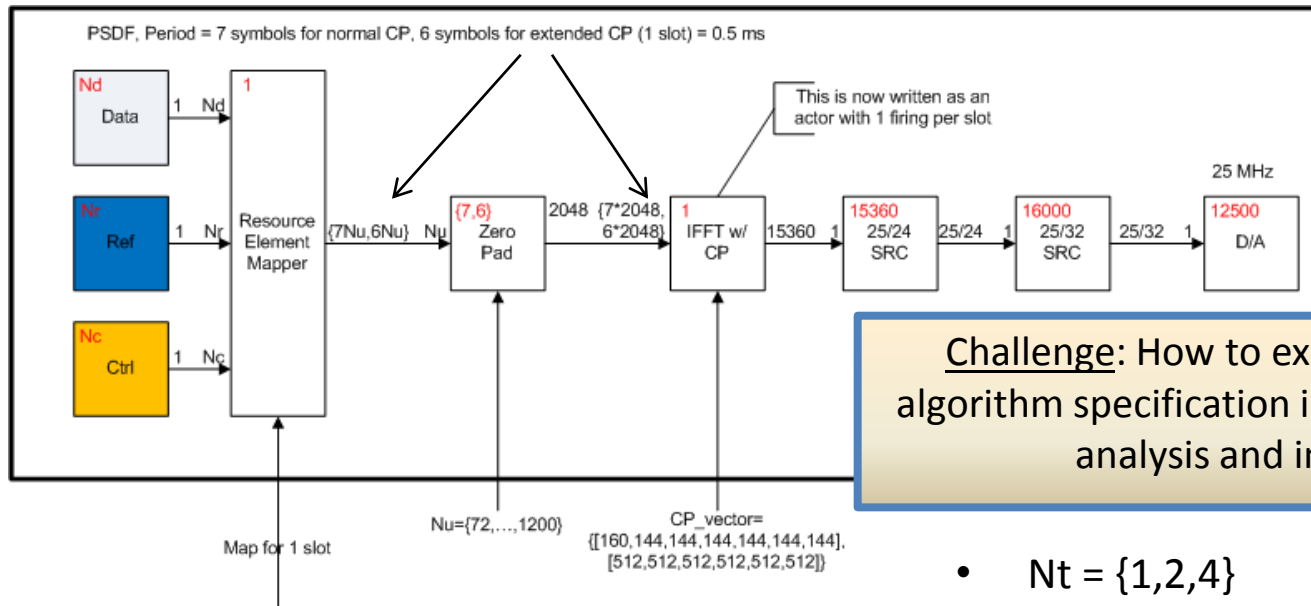 PSDF, Period = 7 symbols for normal CP, 6 symbols for extended CP (1 slot) = 0.5 ms
This is now written as an
actor with 1 firing per slot
25 MHz
Nd
Data
1 Nd
1
Resource
Element
Mapper
Nr
Ref
1 Nr
Nc
Ctrl
1 Nc
{7Nu,6Nu} Nu
{7,6}
Zero
Pad
2048 {7*2048,
6*2048}
1
IFFT w/
CP
15360 1
15360
25/24
SRC
25/24 1
16000
25/32
SRC
25/32 1
12500
D/A
Challenge: How to ex
algorithm specification i
analysis and i
Map for 1 slot
Nu={72,...,1200}
CP_vector=
{[160,144,144,144,144,144,144],
[512,512,512,512,512,512]}
• Nt = {1,2,4}